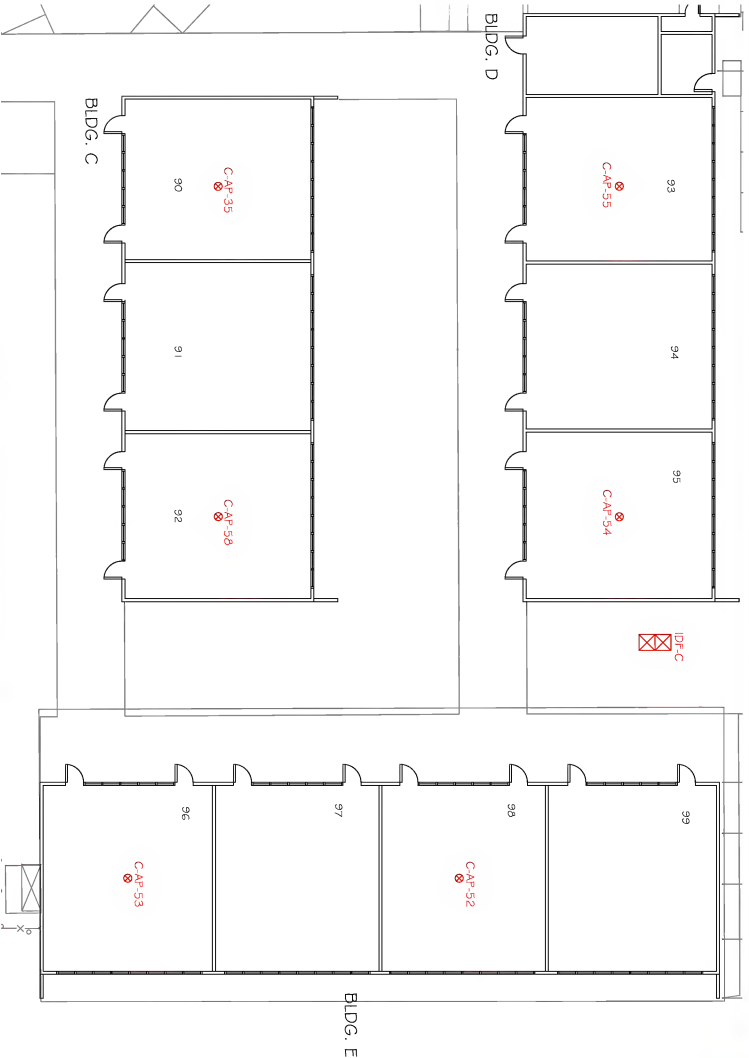 BLDG. D
BLDG. C
C-AP-35
90
C-AP-55
93
91
94
C-AP-58
92
C-AP-54
95
IDF-C
96
97
98
99
C-AP-53
C-AP-52
BLDG. E